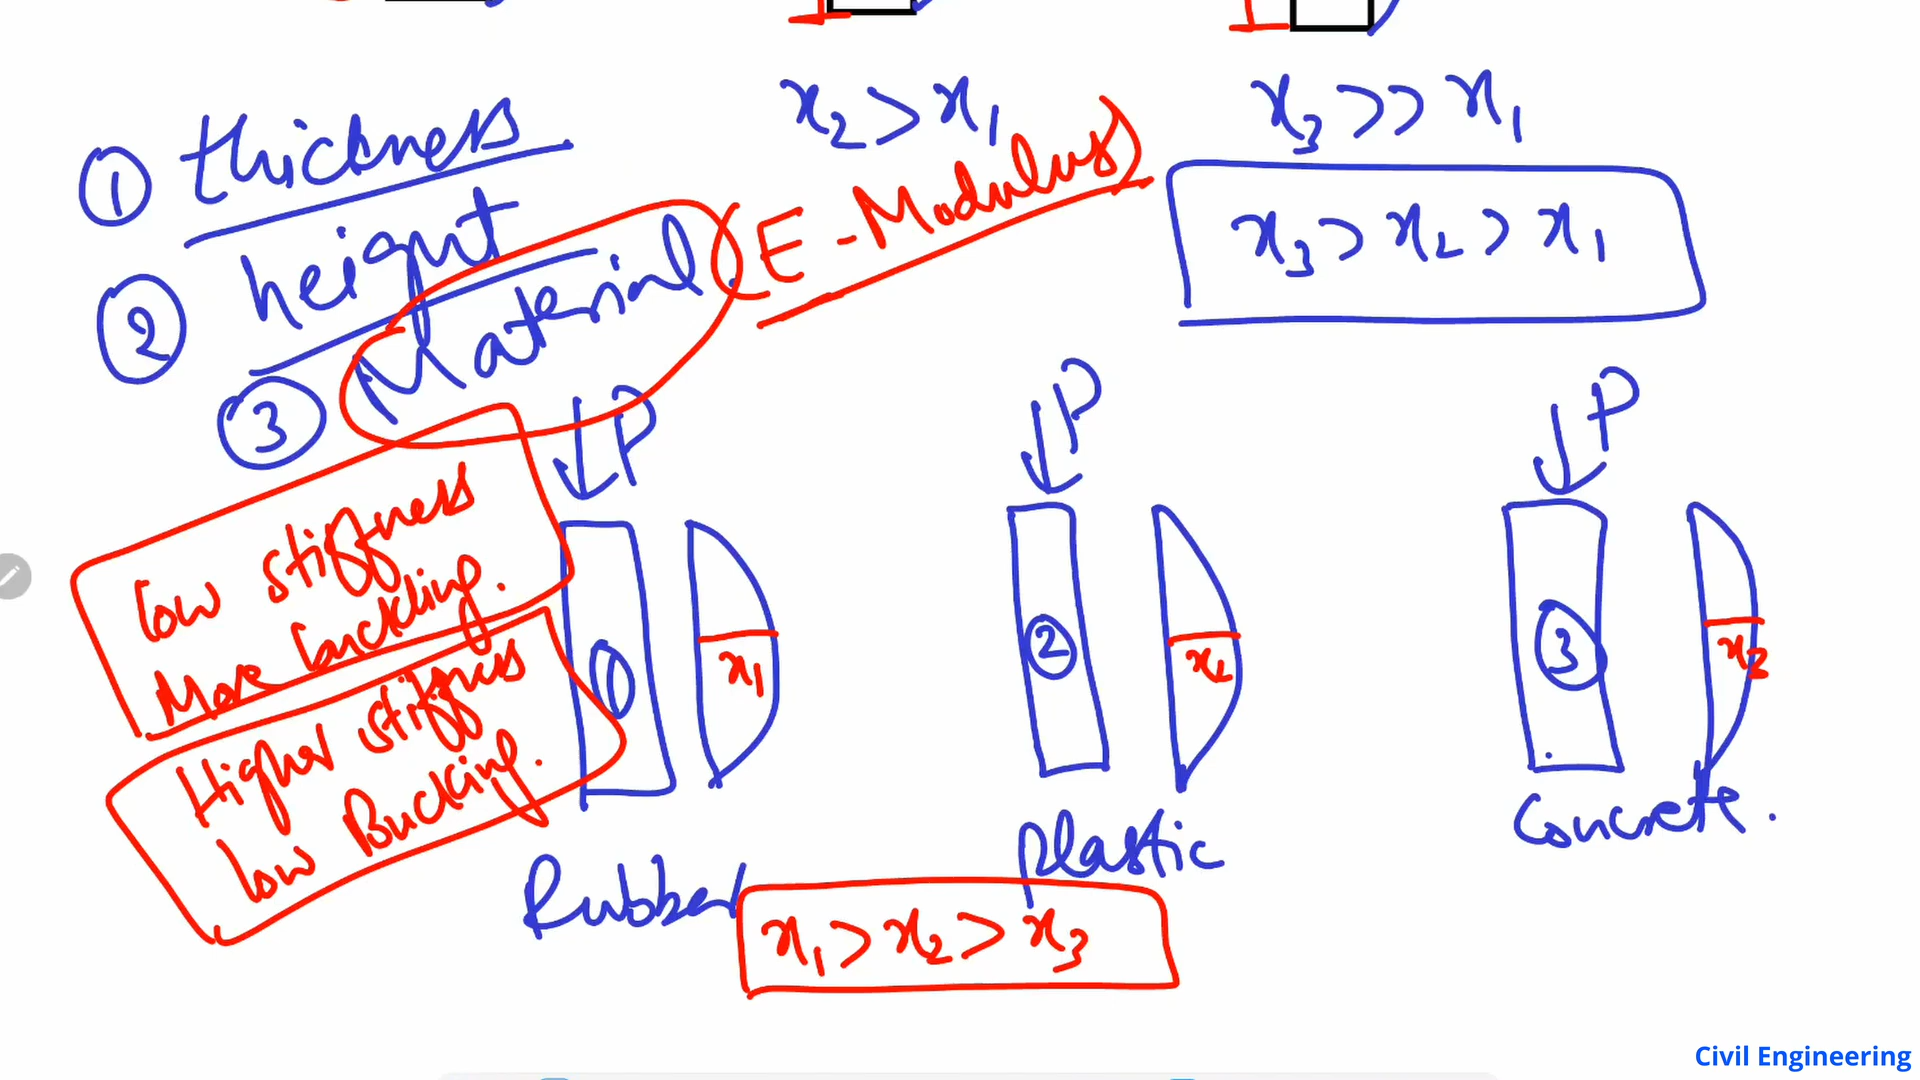 x2 > x1
x3 >> x1
① thickness
② height
③ Material (E - Modulus)
x3 > x2 > x1
P
P
P
low stiffness
More buckling.
Higher stiffness
low Buckling.
1
x1
2
x2
3
x3
Rubber
plastic
Concrete.
x1 > x2 > x3
Civil Engineering